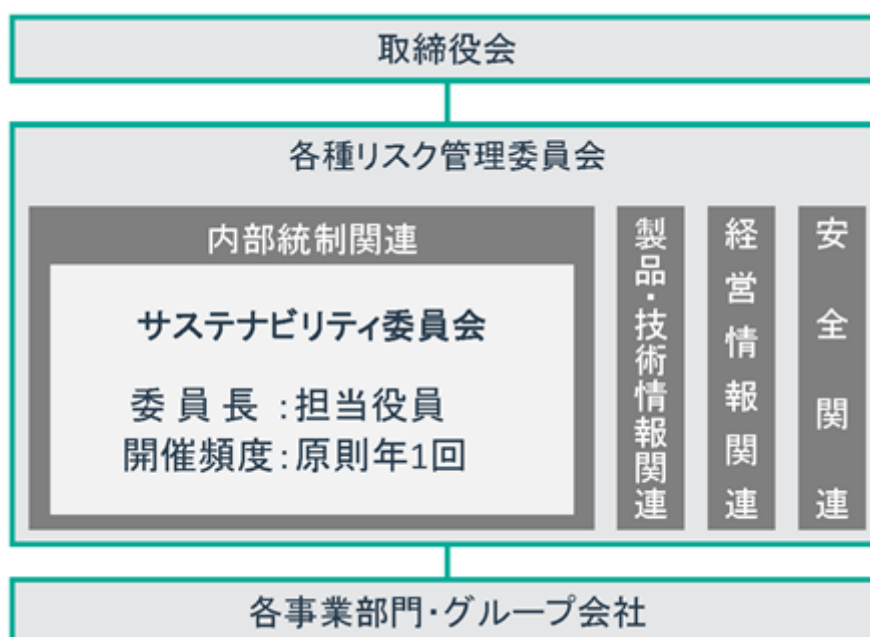 取締役会
各種リスク管理委員会
内部統制関連
サステナビリティ委員会
委員長:担当役員
開催頻度:原則年1回
製品・技術情報関連
経営情報関連
安全関連
各事業部門・グループ会社